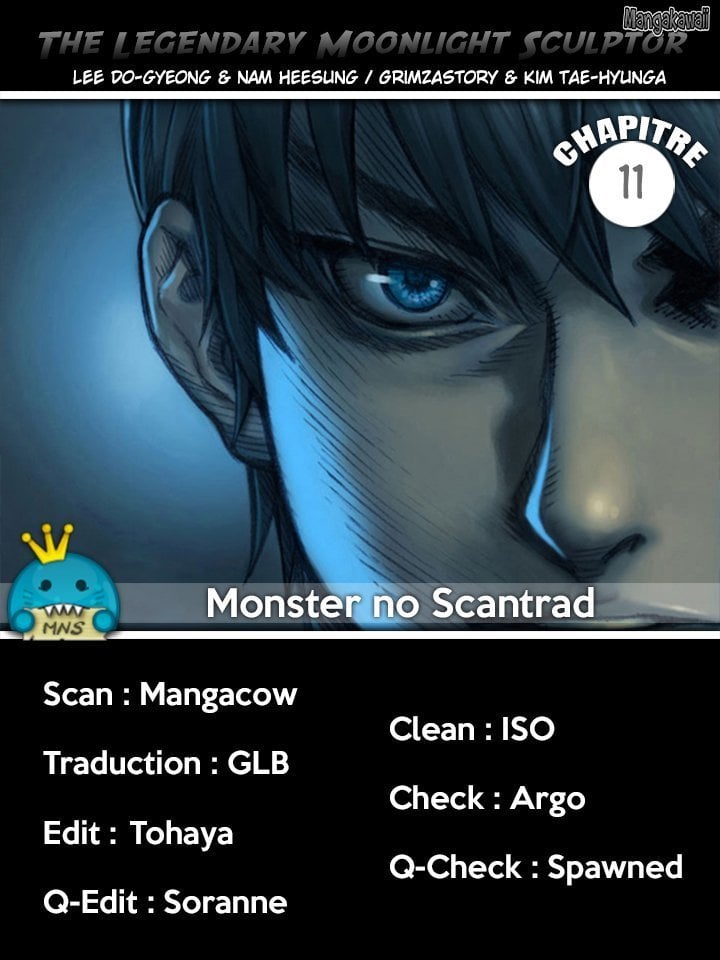 Mangakawaii
THE LEGENDARY MOONLIGHT SCULPTOR
LEE DO-GYEONG & NAM HEESUNG / GRIMZASTORY & KIM TAE-HYUNGA
CHAPITRE
11
Monster no Scantrad
MNS
Scan : Mangacow
Traduction : GLB
Edit : Tohaya
Q-Edit : Soranne
Clean : ISO
Check : Argo
Q-Check : Spawned